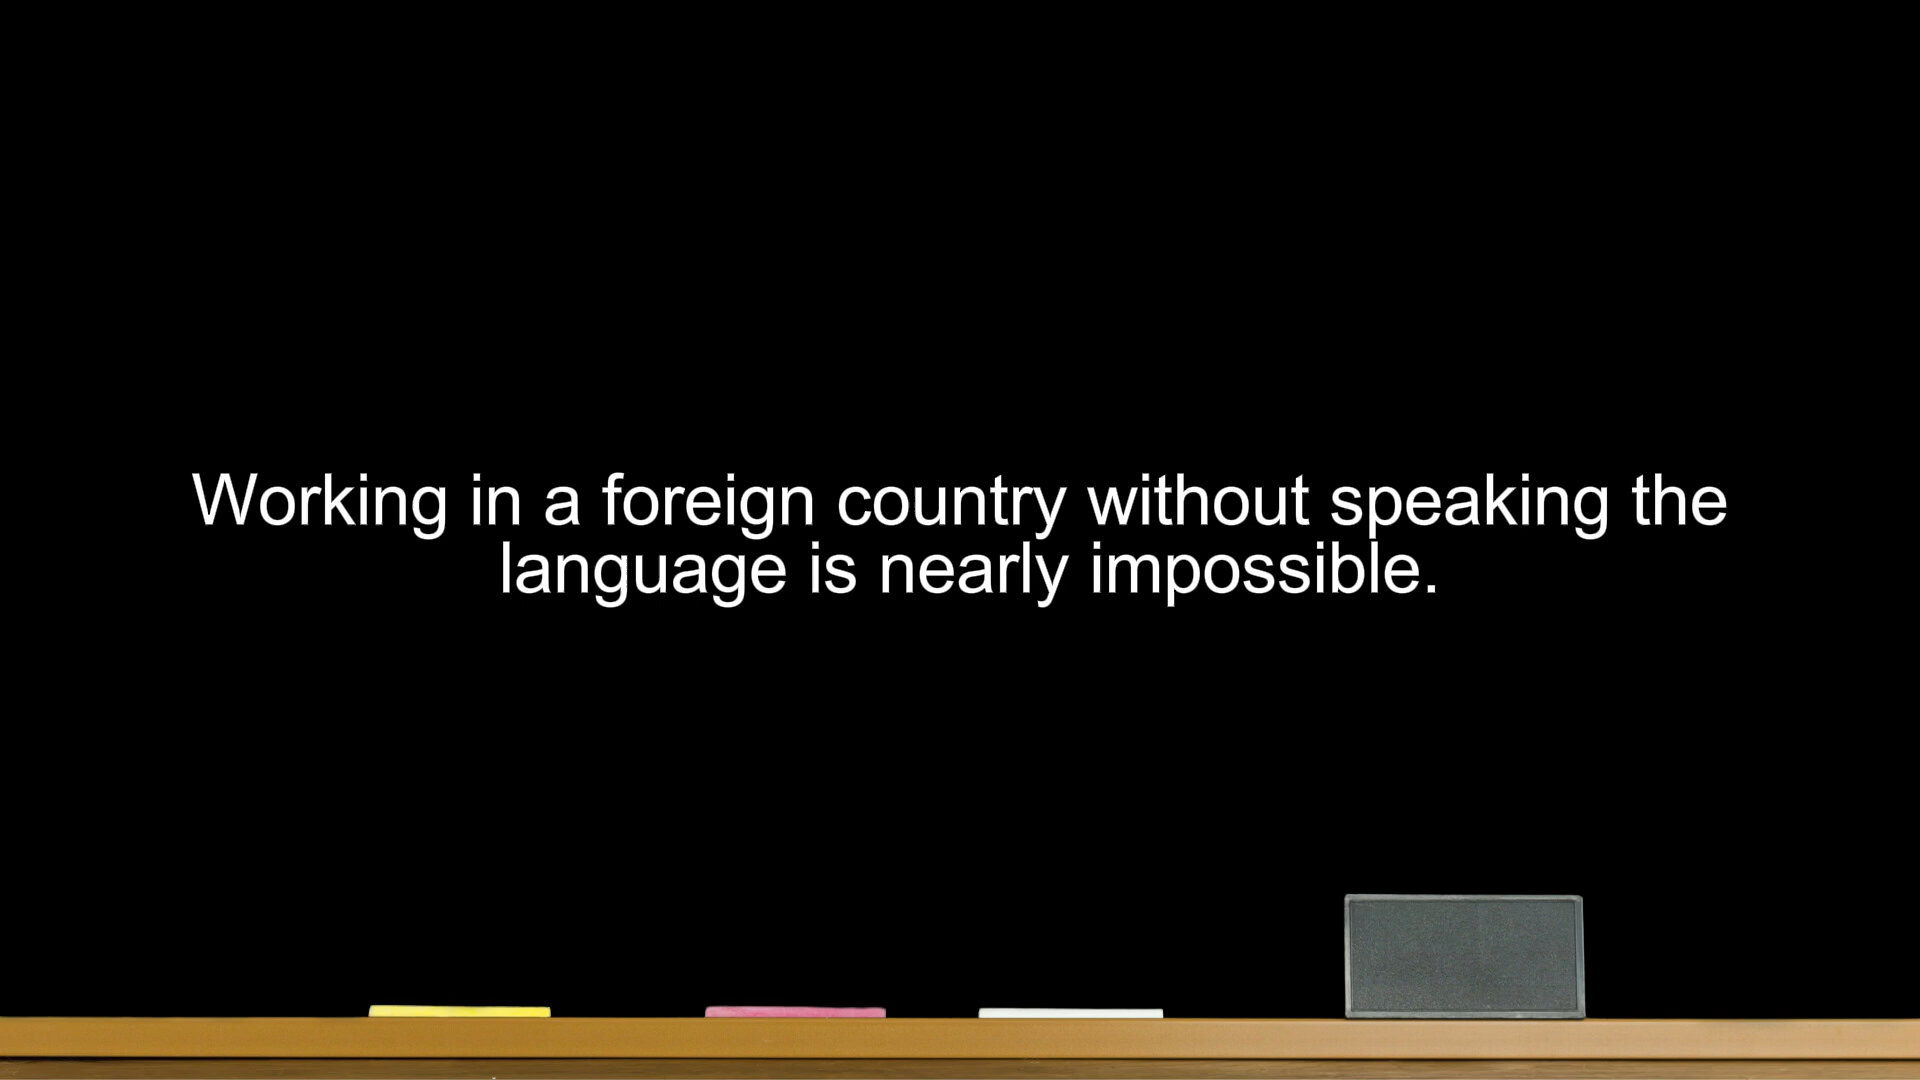 Working in a foreign country without speaking the
language is nearly impossible.